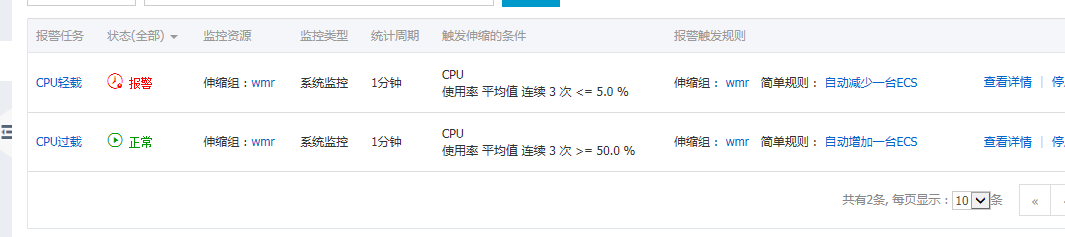 报警任务 状态(全部) 监控资源 监控类型 统计周期 触发伸缩的条件 报警触发规则
CPU轻载 报警 伸缩组：wmr 系统监控 1分钟 CPU 伸缩组： wmr 简单规则： 自动减少一台ECS 查看详情 | 停
使用率 平均值 连续 3 次 <= 5.0 %
CPU过载 正常 伸缩组：wmr 系统监控 1分钟 CPU 伸缩组： wmr 简单规则： 自动增加一台ECS 查看详情 | 停
使用率 平均值 连续 3 次 >= 50.0 %
共有2条, 每页显示：10条 «